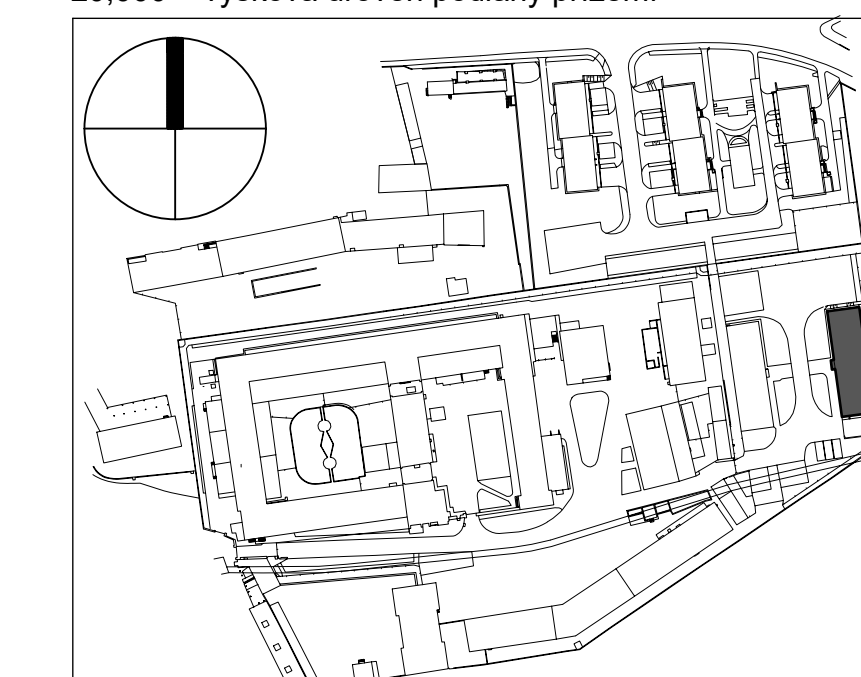 ±0,000 = výšková úroveň podlahy přízemí